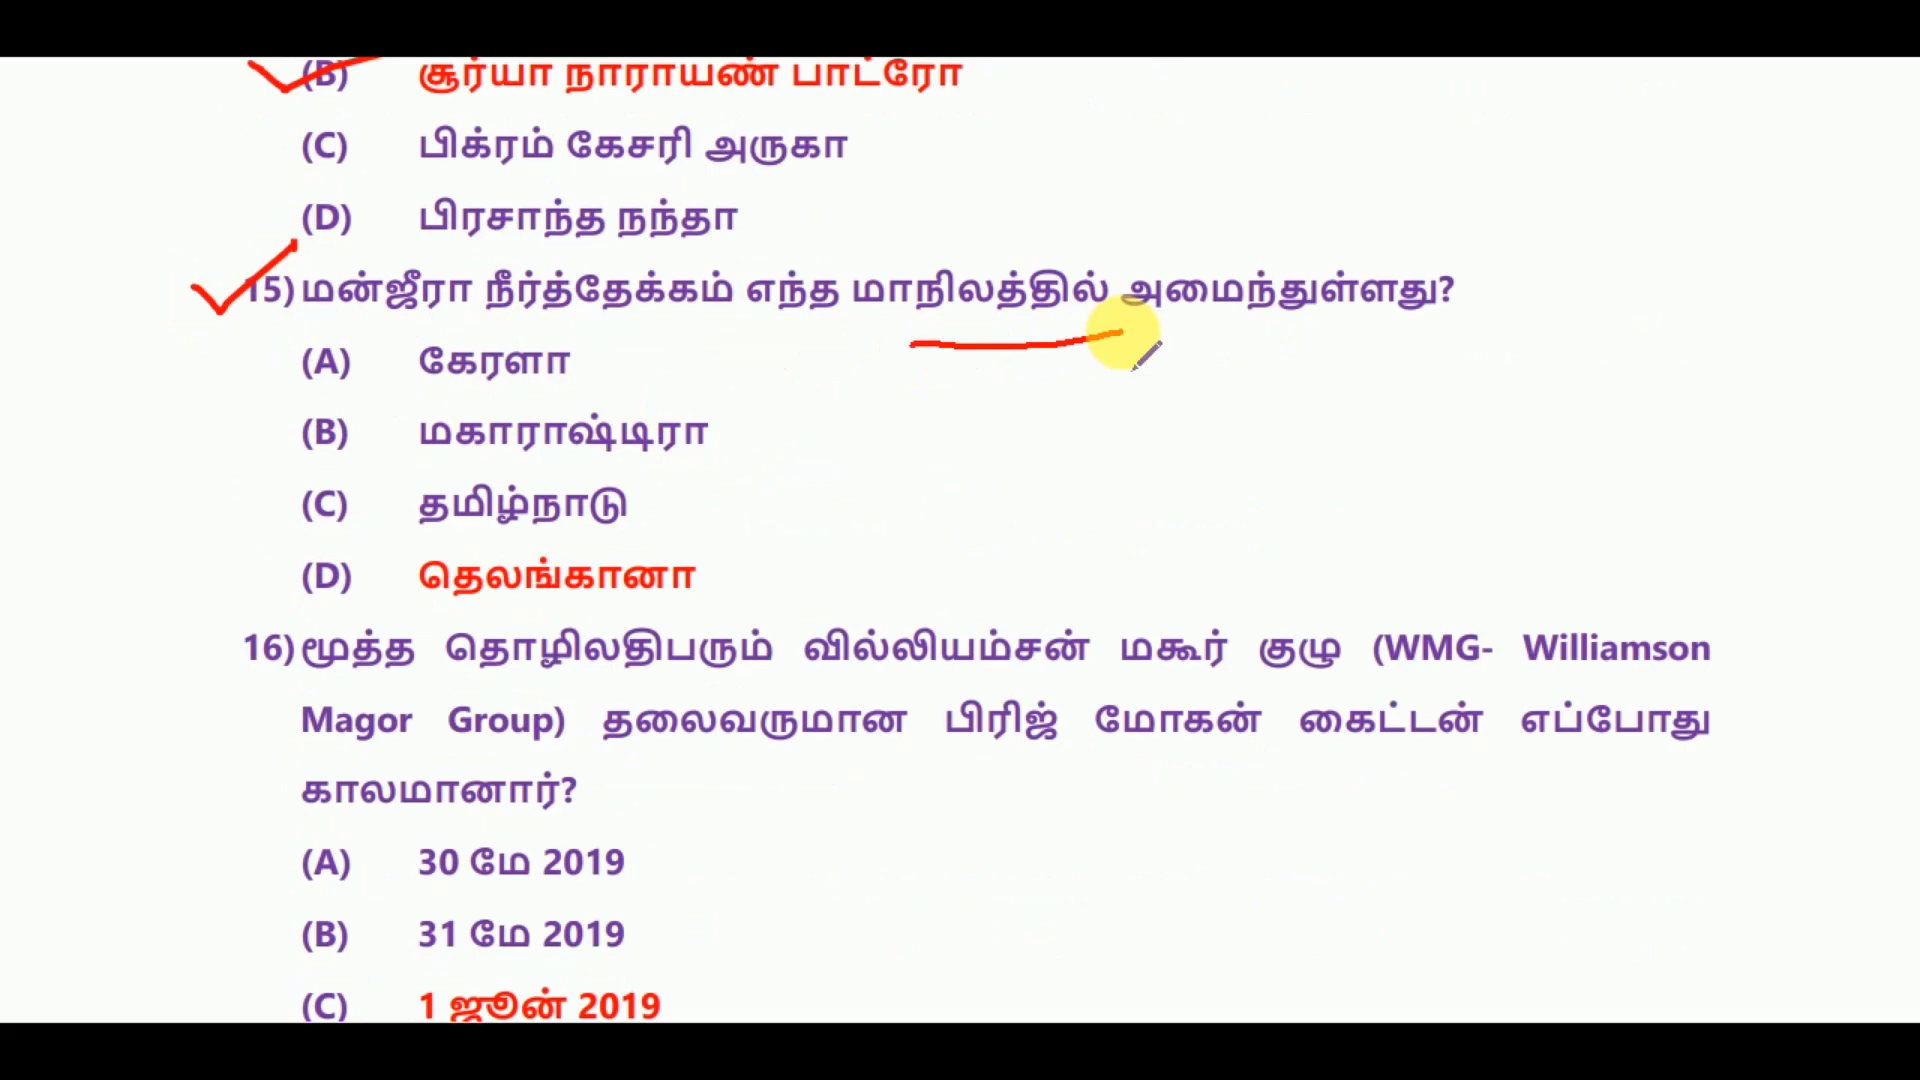 (B) சூர்யா நாராயண் பாட்ரோ
(C) பிக்ரம் கேசரி அருகா
(D) பிரசாந்த நந்தா
15) மன்ஜீரா நீர்த்தேக்கம் எந்த மாநிலத்தில் அமைந்துள்ளது?
(A) கேரளா
(B) மகாராஷ்டிரா
(C) தமிழ்நாடு
(D) தெலங்கானா
16) மூத்த தொழிலதிபரும் வில்லியம்சன் மகூர் குழு (WMG- Williamson
Magor Group) தலைவருமான பிரிஜ் மோகன் கைட்டன் எப்போது
காலமானார்?
(A) 30 மே 2019
(B) 31 மே 2019
(C) 1 ஜூன் 2019